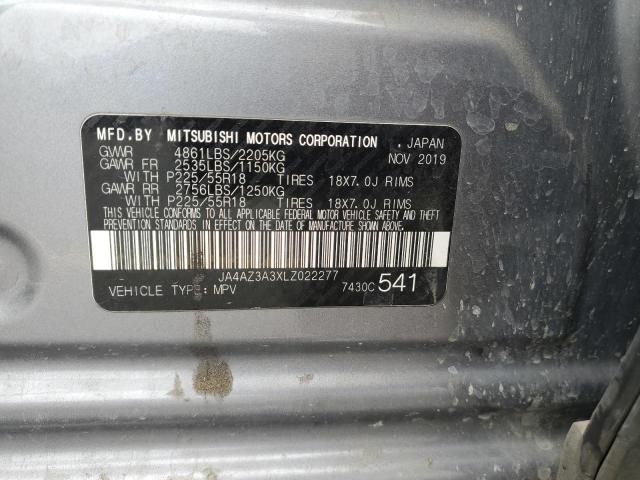 MFD.BY MITSUBISHI MOTORS CORPORATION , JAPAN
GVWR 4861LBS/2205KG NOV 2019
GAWR FR 2535LBS/1150KG
WITH P225/55R18 TIRES 18X7.0J RIMS
GAWR RR 2756LBS/1250KG
WITH P225/55R18 TIRES 18X7.0J RIMS
THIS VEHICLE CONFORMS TO ALL APPLICABLE FEDERAL MOTOR VEHICLE SAFETY AND THEFT
PREVENTION STANDARDS IN EFFECT ON THE DATE OF MANUFACTURE SHOWN ABOVE.
JA4AZ3A3XLZ022277
VEHICLE TYPE: MPV 7430C 541